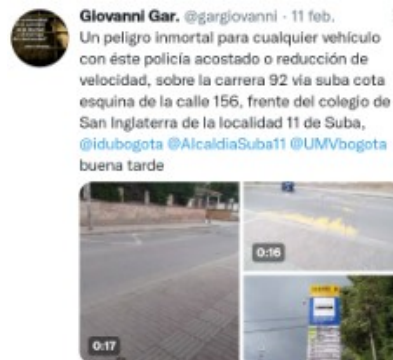 Giovanni Gar. @gargiovanni · 11 feb.
Un peligro inmortal para cualquier vehículo
con éste policía acostado o reducción de
velocidad, sobre la carrera 92 vía suba cota
esquina de la calle 156, frente del colegio de
San Inglaterra de la localidad 11 de Suba,
@idubogota @AlcaldiaSuba11 @UMVbogota
buena tarde
0:16
0:17